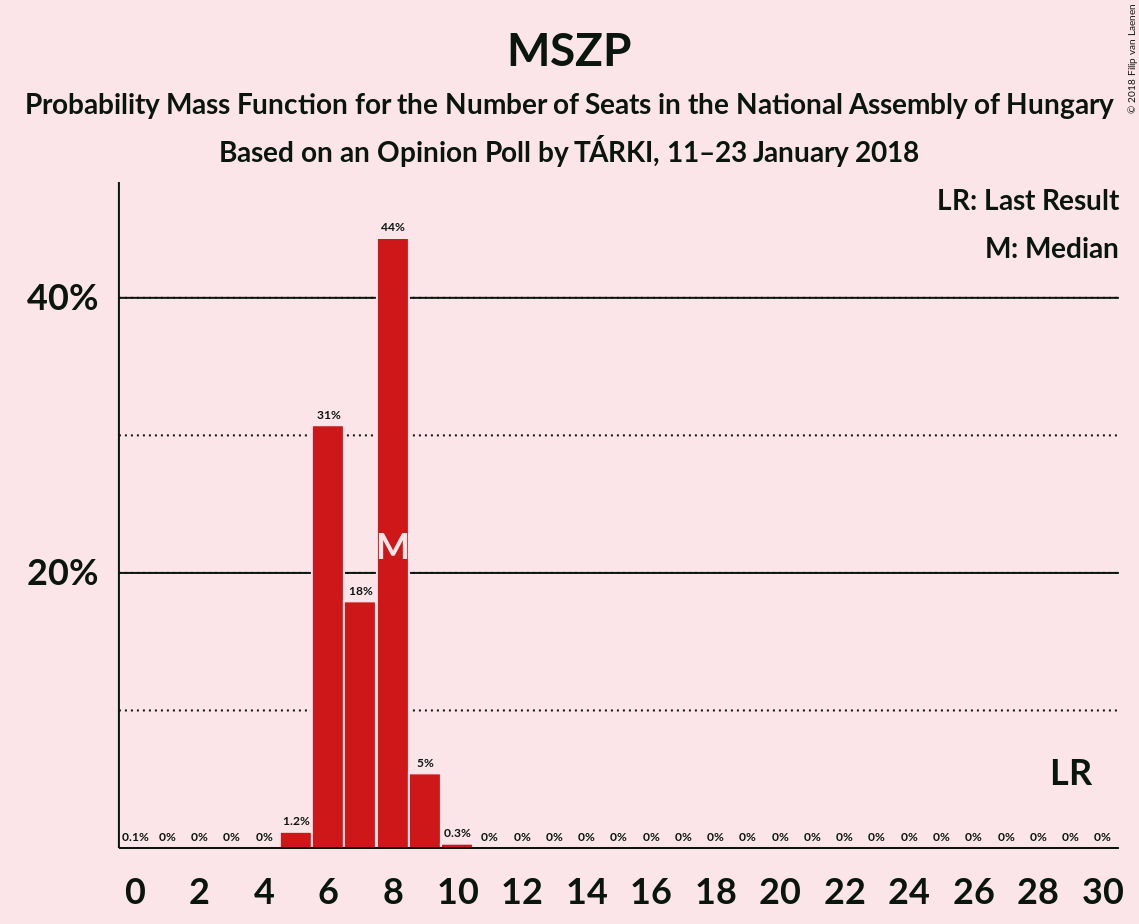 MSZP
Probability Mass Function for the Number of Seats in the National Assembly of Hungary
Based on an Opinion Poll by TÁRKI, 11–23 January 2018
© 2018 Filip van Laenen
LR: Last Result
M: Median
44%
40%
31%
M
20%
18%
5%
LR
1.2%
0.3%
0.1% 0% 0% 0% 0% 0% 0% 0% 0% 0% 0% 0% 0% 0% 0% 0% 0% 0% 0% 0% 0% 0% 0% 0% 0%
0 2 4 6 8 10 12 14 16 18 20 22 24 26 28 30